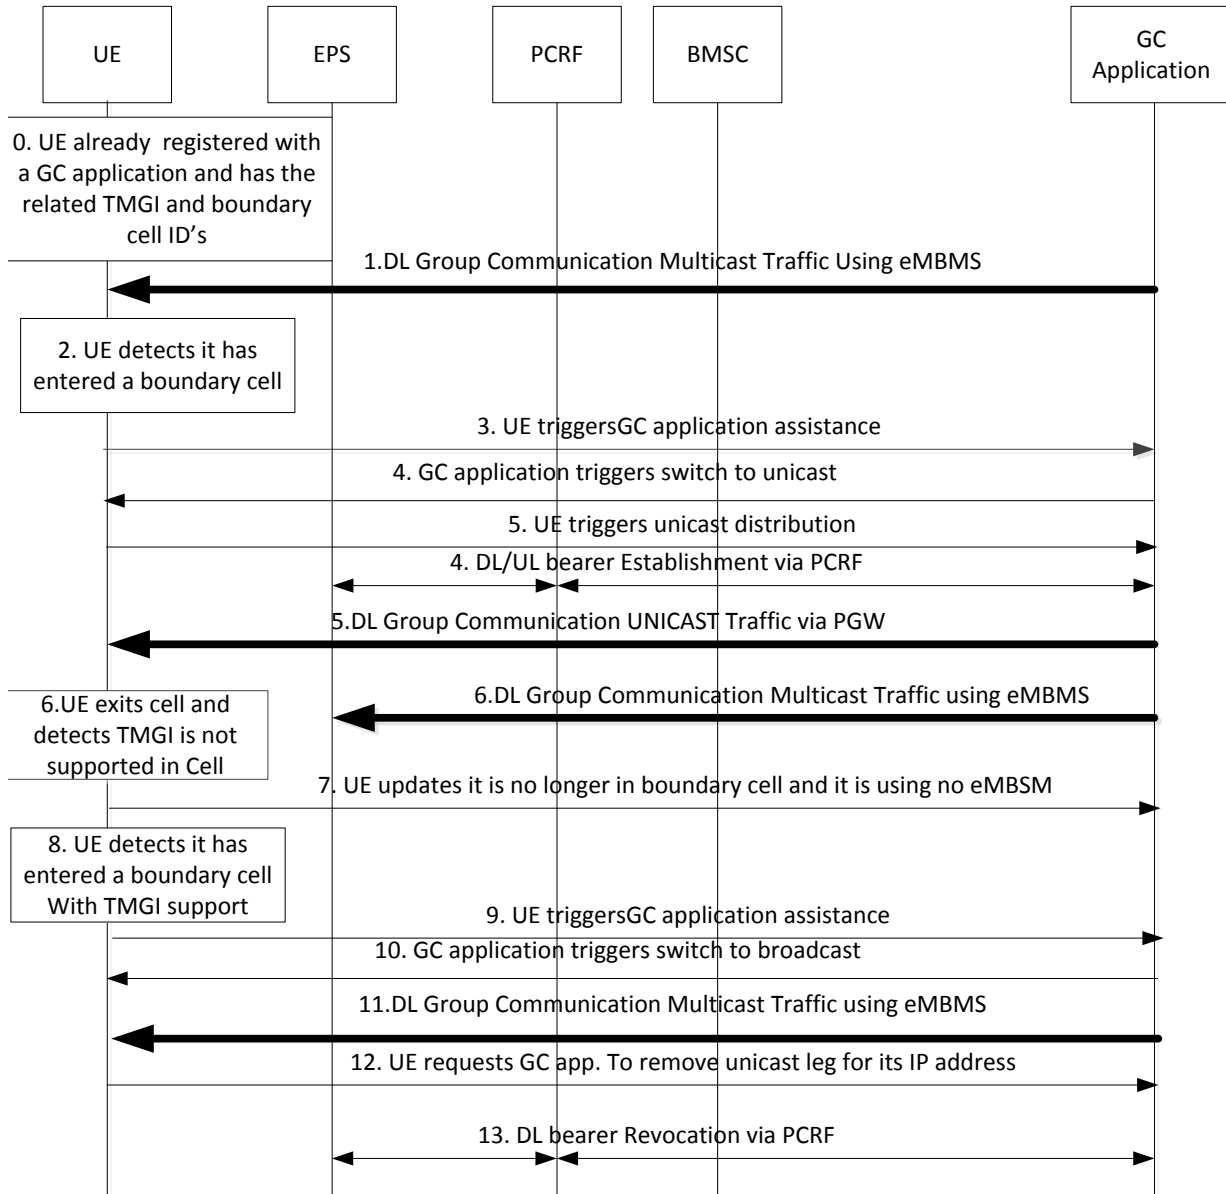 UE
EPS
PCRF
BMSC
GC
Application
0. UE already  registered with
a GC application and has the
related TMGI and boundary
cell ID’s
1.DL Group Communication Multicast Traffic Using eMBMS
2. UE detects it has
entered a boundary cell
3. UE triggersGC application assistance
4. GC application triggers switch to unicast
5. UE triggers unicast distribution
4. DL/UL bearer Establishment via PCRF
5.DL Group Communication UNICAST Traffic via PGW
6.UE exits cell and
detects TMGI is not
supported in Cell
6.DL Group Communication Multicast Traffic using eMBMS
7. UE updates it is no longer in boundary cell and it is using no eMBSM
8. UE detects it has
entered a boundary cell
With TMGI support
9. UE triggersGC application assistance
10. GC application triggers switch to broadcast
11.DL Group Communication Multicast Traffic using eMBMS
12. UE requests GC app. To remove unicast leg for its IP address
13. DL bearer Revocation via PCRF